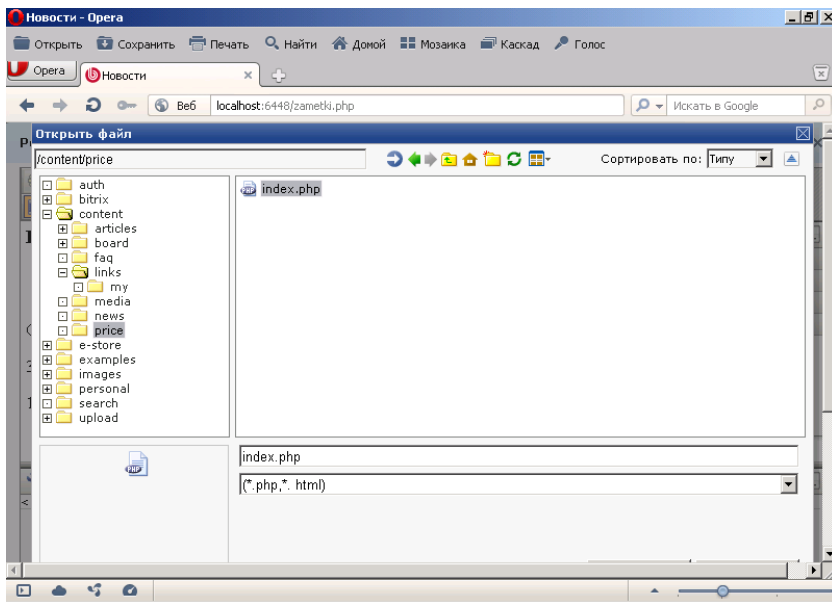 Новости - Opera
Открыть Сохранить Печать Найти Домой Мозаика Каскад Голос
Opera Новости
Веб localhost:6448/zametki.php Искать в Google
Открыть файл
/content/price Сортировать по: Типу
auth
bitrix
content
articles
board
faq
links
my
media
news
price
e-store
examples
images
personal
search
upload
index.php
PHP
index.php
(*.php,*. html)